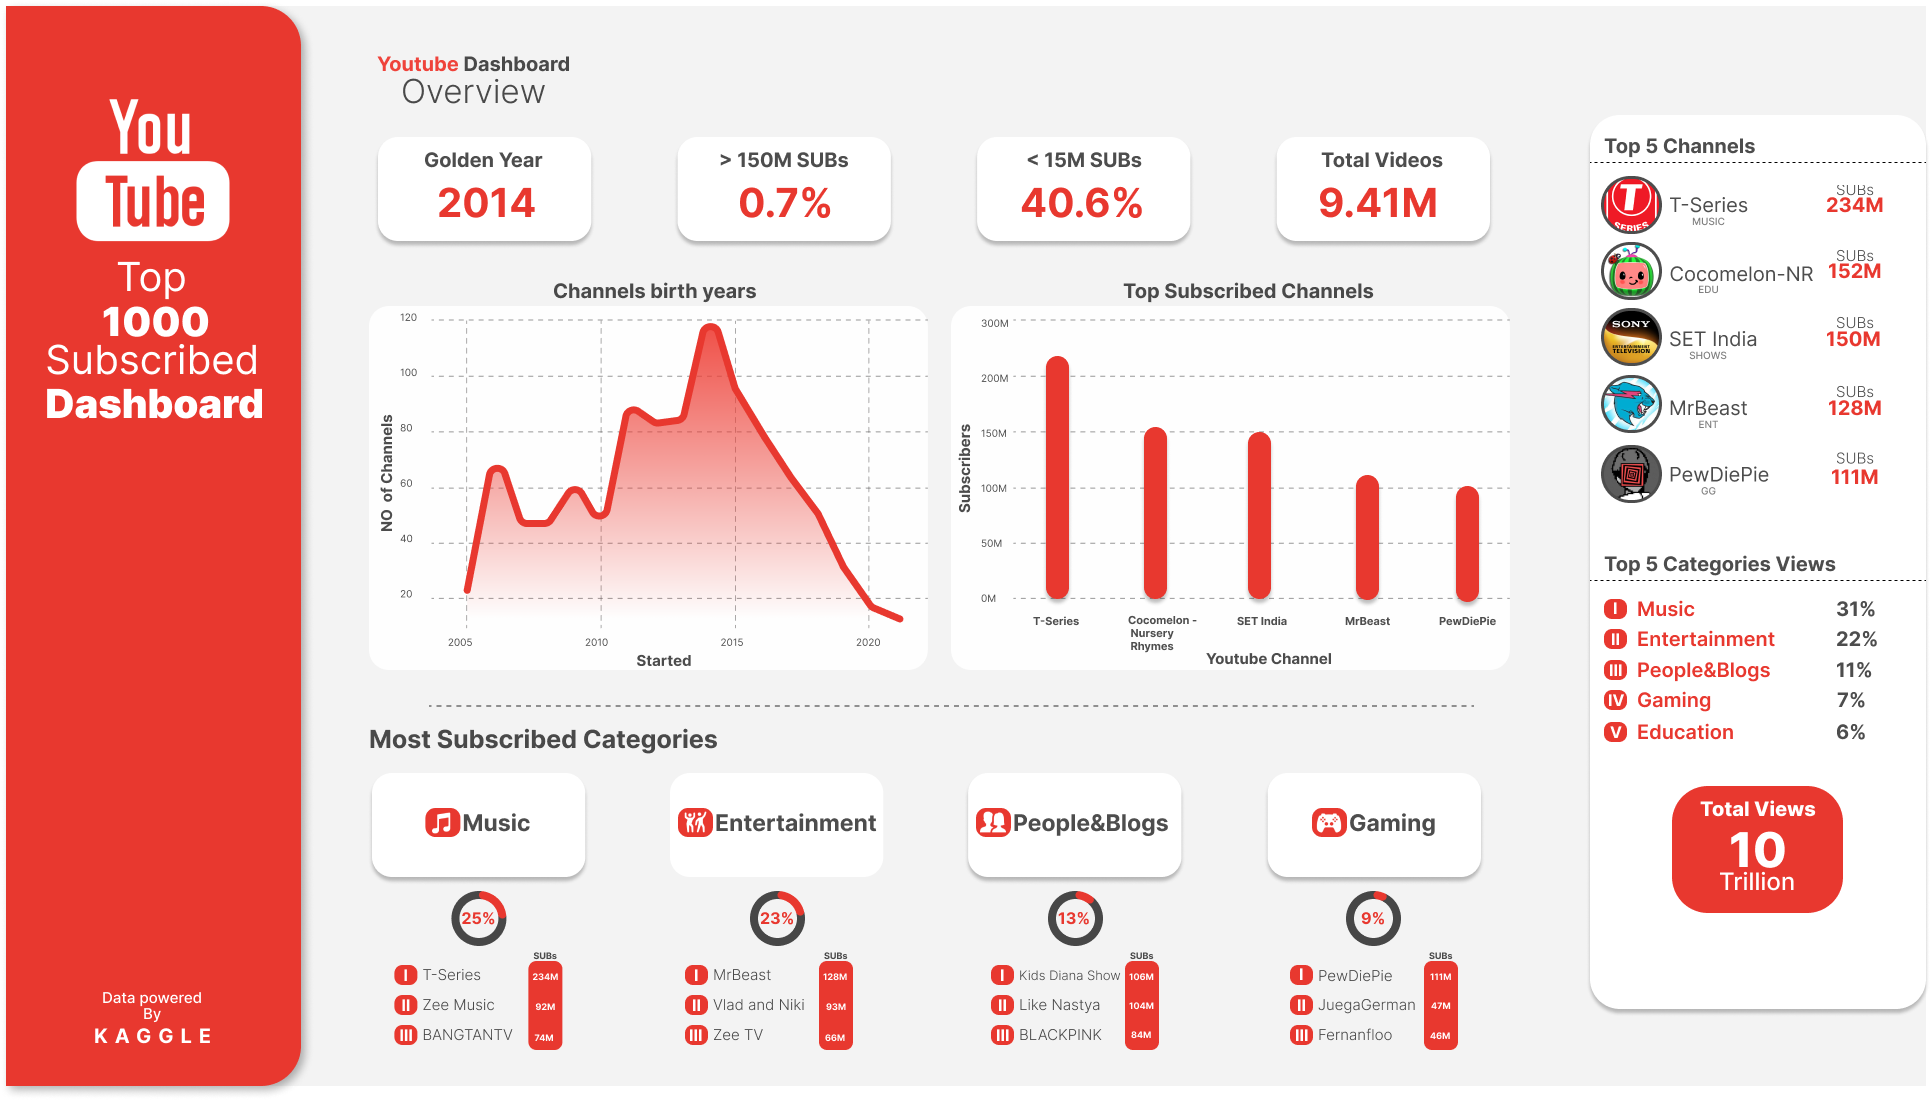 You
Tube
Top
1000
Subscribed
Dashboard
Data powered
By
KAGGLE
Youtube Dashboard
Overview
Golden Year
2014
> 150M SUBs
0.7%
< 15M SUBs
40.6%
Total Videos
9.41M
Channels birth years
NO of Channels
120
100
80
60
40
20
2005
2010
2015
2020
Started
Top Subscribed Channels
Subscribers
300M
200M
150M
100M
50M
0M
T-Series
Cocomelon -
Nursery
Rhymes
SET India
MrBeast
PewDiePie
Youtube Channel
Most Subscribed Categories
Music
25%
SUBs
I T-Series 234M
II Zee Music 92M
III BANGTANTV 74M
Entertainment
23%
SUBs
I MrBeast 128M
II Vlad and Niki 93M
III Zee TV 66M
People&Blogs
13%
SUBs
I Kids Diana Show 106M
II Like Nastya 104M
III BLACKPINK 84M
Gaming
9%
SUBs
I PewDiePie 111M
II JuegaGerman 47M
III Fernanfloo 46M
Top 5 Channels
T
SERIES
T-Series
MUSIC
SUBs
234M
Cocomelon-NR
EDU
SUBs
152M
SONY
ENTERTAINMENT
TELEVISION
SET India
SHOWS
SUBs
150M
MrBeast
ENT
SUBs
128M
PewDiePie
GG
SUBs
111M
Top 5 Categories Views
I Music 31%
II Entertainment 22%
III People&Blogs 11%
IV Gaming 7%
V Education 6%
Total Views
10
Trillion